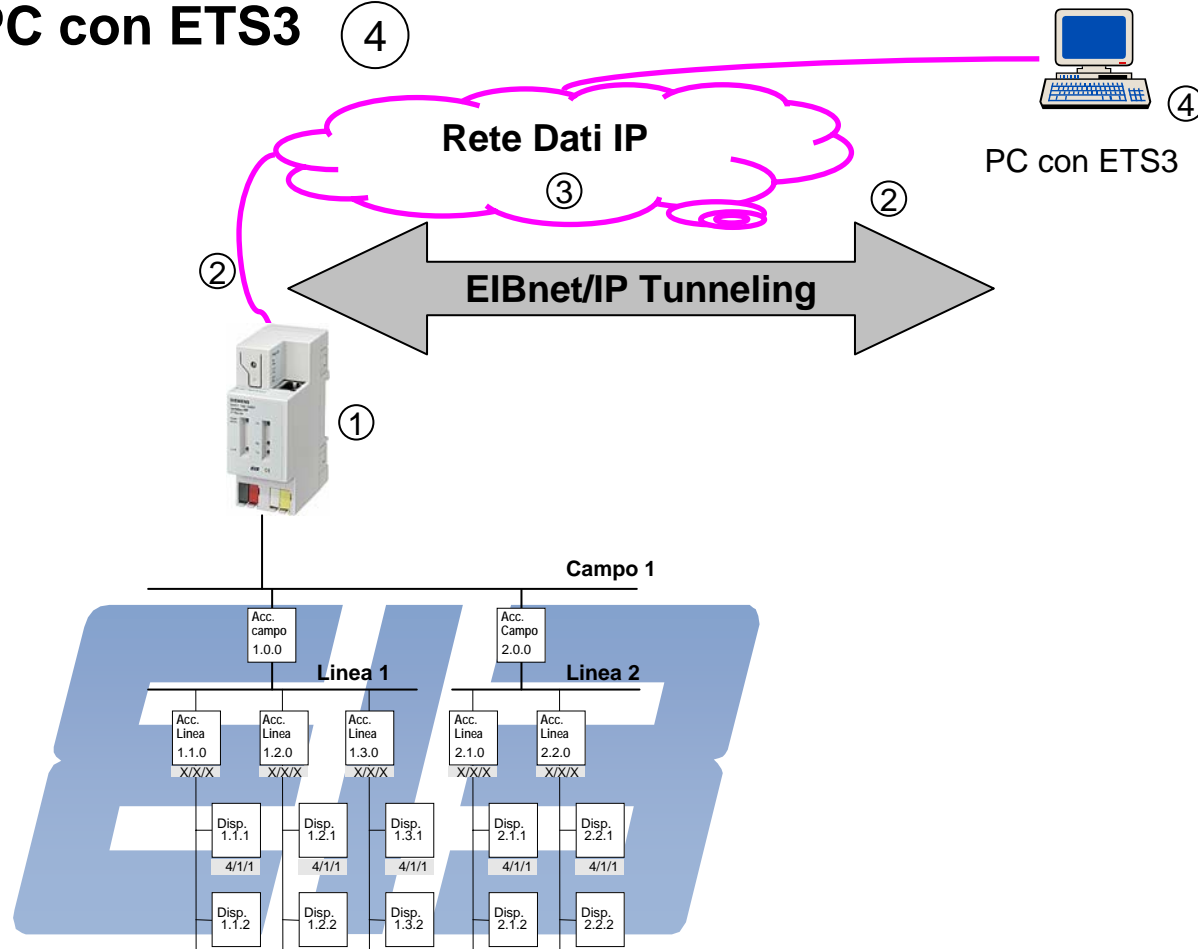 PC con ETS3 4
4
PC con ETS3
Rete Dati IP
3
2
2
EIBnet/IP Tunneling
SIEMENS
1
Campo 1
Acc.
campo
1.0.0
Acc.
Campo
2.0.0
Linea 1
Linea 2
Acc.
Linea
1.1.0
X/X/X
Acc.
Linea
1.2.0
X/X/X
Acc.
Linea
1.3.0
X/X/X
Acc.
Linea
2.1.0
X/X/X
Acc.
Linea
2.2.0
X/X/X
Disp.
1.1.1
4/1/1
Disp.
1.2.1
4/1/1
Disp.
1.3.1
4/1/1
Disp.
2.1.1
4/1/1
Disp.
2.2.1
4/1/1
Disp.
1.1.2
Disp.
1.2.2
Disp.
1.3.2
Disp.
2.1.2
Disp.
2.2.2
EIB